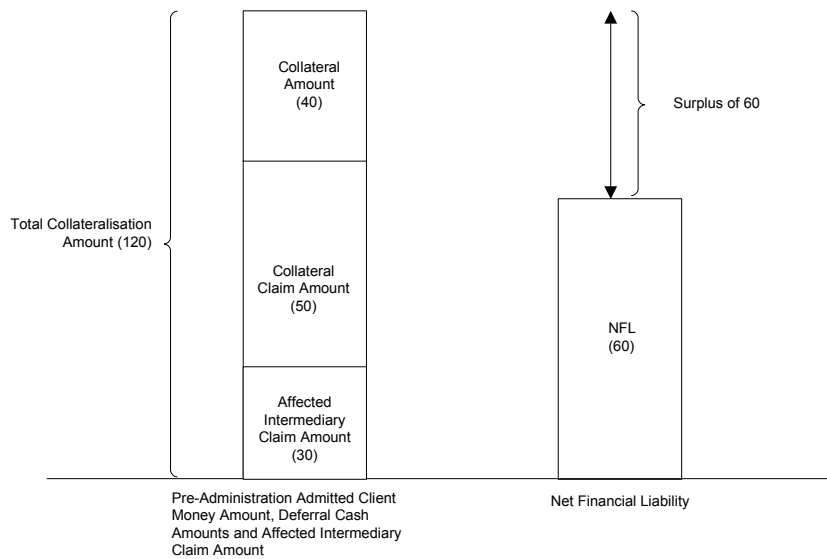 Collateral
Amount
(40)
Surplus of 60
Total Collateralisation
Amount (120)
Collateral
Claim Amount
(50)
NFL
(60)
Affected
Intermediary
Claim Amount
(30)
Pre-Administration Admitted Client
Money Amount, Deferral Cash
Amounts and Affected Intermediary
Claim Amount
Net Financial Liability